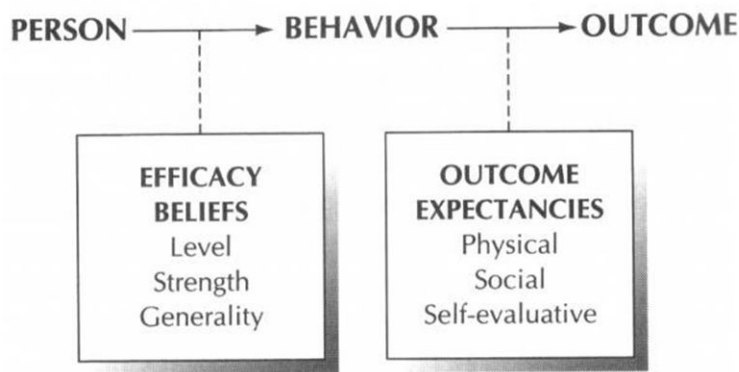 PERSON BEHAVIOR OUTCOME
EFFICACY
BELIEFS
Level
Strength
Generality
OUTCOME
EXPECTANCIES
Physical
Social
Self-evaluative